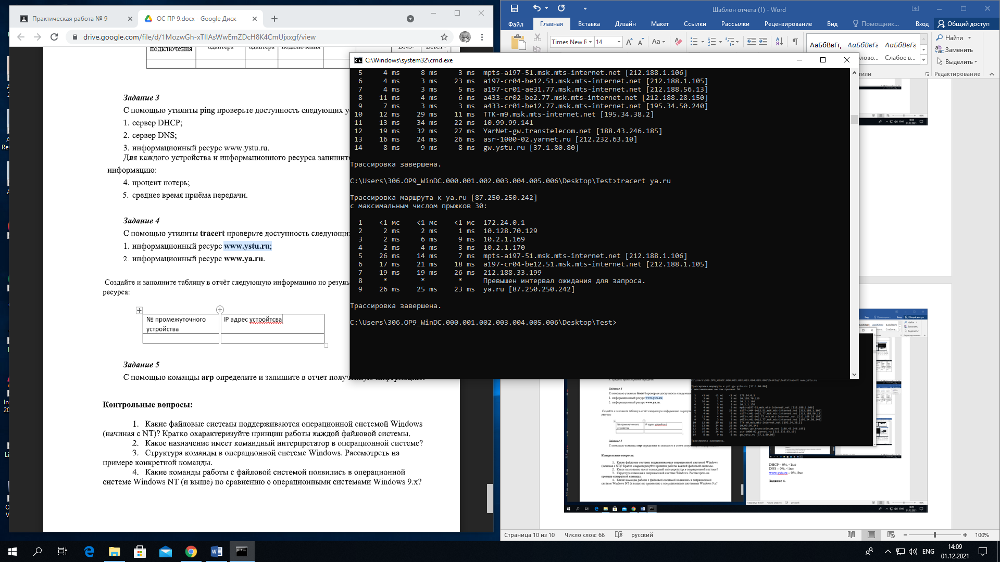 Практическая работа № 9
ОС ПР 9.docx - Google Диск
drive.google.com/file/d/1MozwGh-xTIIAsWwEmZDcH8K4CmUjxxgf/view
подключения
адаптера
адаптера
подключения
DNS-
DHCP-
Задание 3
С помощью утилиты ping проверьте доступность следующих
1. сервер DHCP;
2. сервер DNS;
3. информационный ресурс www.ystu.ru.
Для каждого устройства и информационного ресурса запишите
информацию:
4. процент потерь;
5. среднее время приёма передачи.
Задание 4
С помощью утилиты tracert проверьте доступность следующих
1. информационный ресурс www.ystu.ru;
2. информационный ресурс www.ya.ru.
Создайте и заполните таблицу в отчёт следующую информацию по
ресурса:
№ промежуточного
устройства
IP адрес устройтсва
Задание 5
С помощью команды arp определите и запишите в отчет полученную информацию.
Контрольные вопросы:
1. Какие файловые системы поддерживаются операционной системой Windows
(начиная с NT)? Кратко охарактеризуйте принцип работы каждой файловой системы.
2. Какое назначение имеет командный интерпретатор в операционной системе?
3. Структура команды в операционной системе Windows. Рассмотреть на
примере конкретной команды.
4. Какие команды работы с файловой системой появились в операционной
системе Windows NT (и выше) по сравнению с операционными системами Windows 9.x?
Шаблон отчета (1) - Word
Файл Главная Вставка Дизайн Макет Ссылки Рассылки Рецензирование Вид Помощник... Вход Общий доступ
Times New R 14 Aa
АаБбВвГг, АаБбВвГг АаБбВвГг
Слабое в...
Найти
Заменить
Выделить
Редактирование
C:\Windows\system32\cmd.exe
5 4 ms 8 ms 3 ms mpts-a197-51.msk.mts-internet.net [212.188.1.106]
6 4 ms 3 ms 23 ms a197-cr04-be12.51.msk.mts-internet.net [212.188.1.105]
7 4 ms 3 ms 5 ms a197-cr01-ae31.77.msk.mts-internet.net [212.188.56.13]
8 11 ms 4 ms 6 ms a433-cr02-be2.77.msk.mts-internet.net [212.188.28.150]
9 7 ms 3 ms 3 ms a433-cr01-be12.77.msk.mts-internet.net [195.34.50.240]
10 12 ms 29 ms 11 ms TTK-m9.msk.mts-internet.net [195.34.38.2]
11 13 ms 34 ms 22 ms 10.99.99.141
12 19 ms 32 ms 27 ms YarNet-gw.transtelecom.net [188.43.246.185]
13 16 ms 24 ms 26 ms asr-1000-02.yarnet.ru [212.232.63.10]
14 8 ms 9 ms 8 ms gw.ystu.ru [37.1.80.80]
Трассировка завершена.
C:\Users\306.OP9_WinDC.000.001.002.003.004.005.006\Desktop\Test>tracert ya.ru
Трассировка маршрута к ya.ru [87.250.250.242]
с максимальным числом прыжков 30:
1 <1 мс <1 мс <1 мс 172.24.0.1
2 2 ms 2 ms 1 ms 10.128.70.129
3 2 ms 6 ms 9 ms 10.2.1.169
4 2 ms 4 ms 3 ms 10.2.1.170
5 26 ms 14 ms 7 ms mpts-a197-51.msk.mts-internet.net [212.188.1.106]
6 17 ms 21 ms 18 ms a197-cr04-be12.51.msk.mts-internet.net [212.188.1.105]
7 19 ms 19 ms 26 ms 212.188.33.199
8 * * * Превышен интервал ожидания для запроса.
9 26 ms 25 ms 23 ms ya.ru [87.250.250.242]
Трассировка завершена.
C:\Users\306.OP9_WinDC.000.001.002.003.004.005.006\Desktop\Test>
DHCP – 0%, <1мс
DNS – 0%, <1мс
www.ystu.ru – 0%, 8мс
Задание 4.
Страница 10 из 10 Число слов: 66 русский 100%
ENG
14:09
01.12.2021